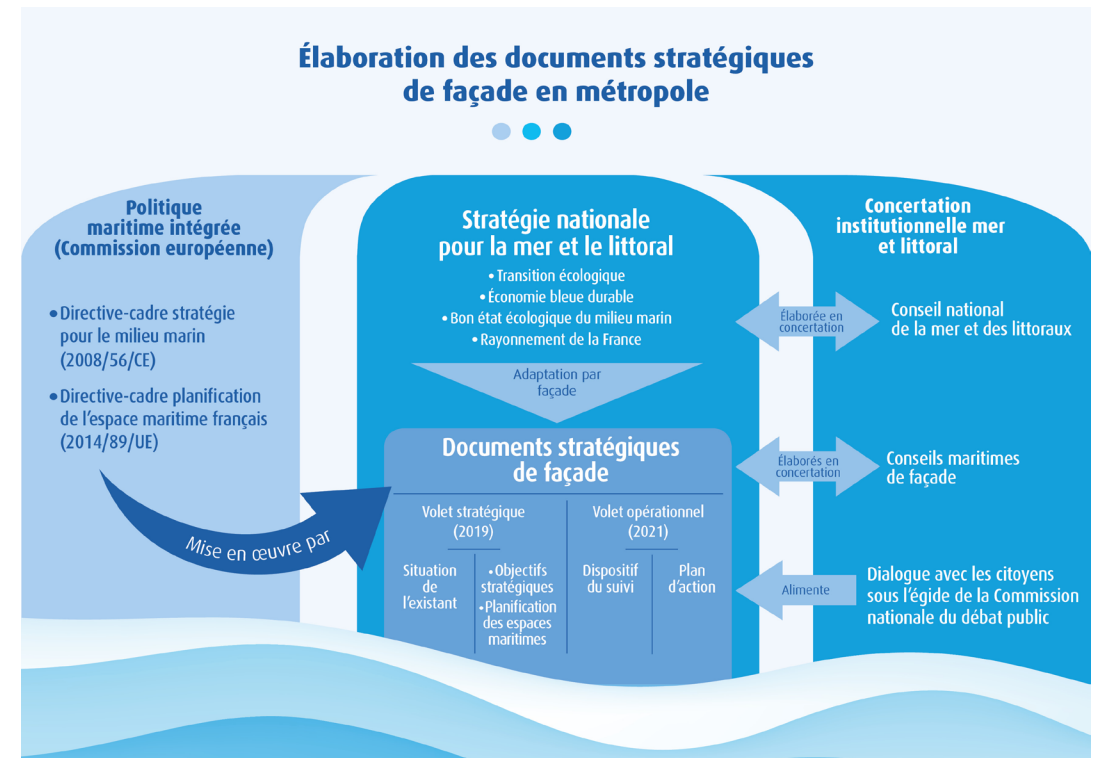 Élaboration des documents stratégiques
de façade en métropole
Politique
maritime intégrée
(Commission européenne)
• Directive-cadre stratégie
pour le milieu marin
(2008/56/CE)
• Directive-cadre planification
de l'espace maritime français
(2014/89/UE)
Mise en œuvre par
Stratégie nationale
pour la mer et le littoral
• Transition écologique
• Économie bleue durable
• Bon état écologique du milieu marin
• Rayonnement de la France
Adaptation par
façade
Documents stratégiques
de façade
Volet stratégique
(2019)
Situation
de
l'existant
• Objectifs
stratégiques
• Planification
des espaces
maritimes
Volet opérationnel
(2021)
Dispositif
du suivi
Plan
d'action
Concertation
institutionnelle mer
et littoral
Élaborée en
concertation
Conseil national
de la mer et des littoraux
Élaborés en
concertation
Conseils maritimes
de façade
Alimente
Dialogue avec les citoyens
sous l'égide de la Commission
nationale du débat public